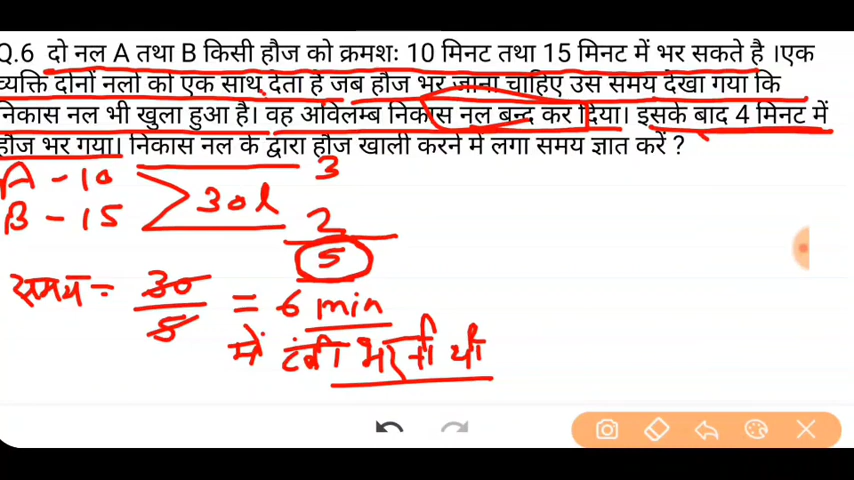 Q.6 दो नल A तथा B किसी हौज को क्रमशः 10 मिनट तथा 15 मिनट में भर सकते है ।एक
व्यक्ति दोनों नलो को एक साथ देता है जब हौज भर जाना चाहिए उस समय देखा गया कि
निकास नल भी खुला हुआ है। वह अविलम्ब निकास नल बन्द कर दिया। इसके बाद 4 मिनट में
हौज भर गया। निकास नल के द्वारा हौज खाली करने में लगा समय ज्ञात करें ?
A - 10 3
B - 15 30l 2
5
समय = 30/5 = 6 min
में टंकी भरनी थी